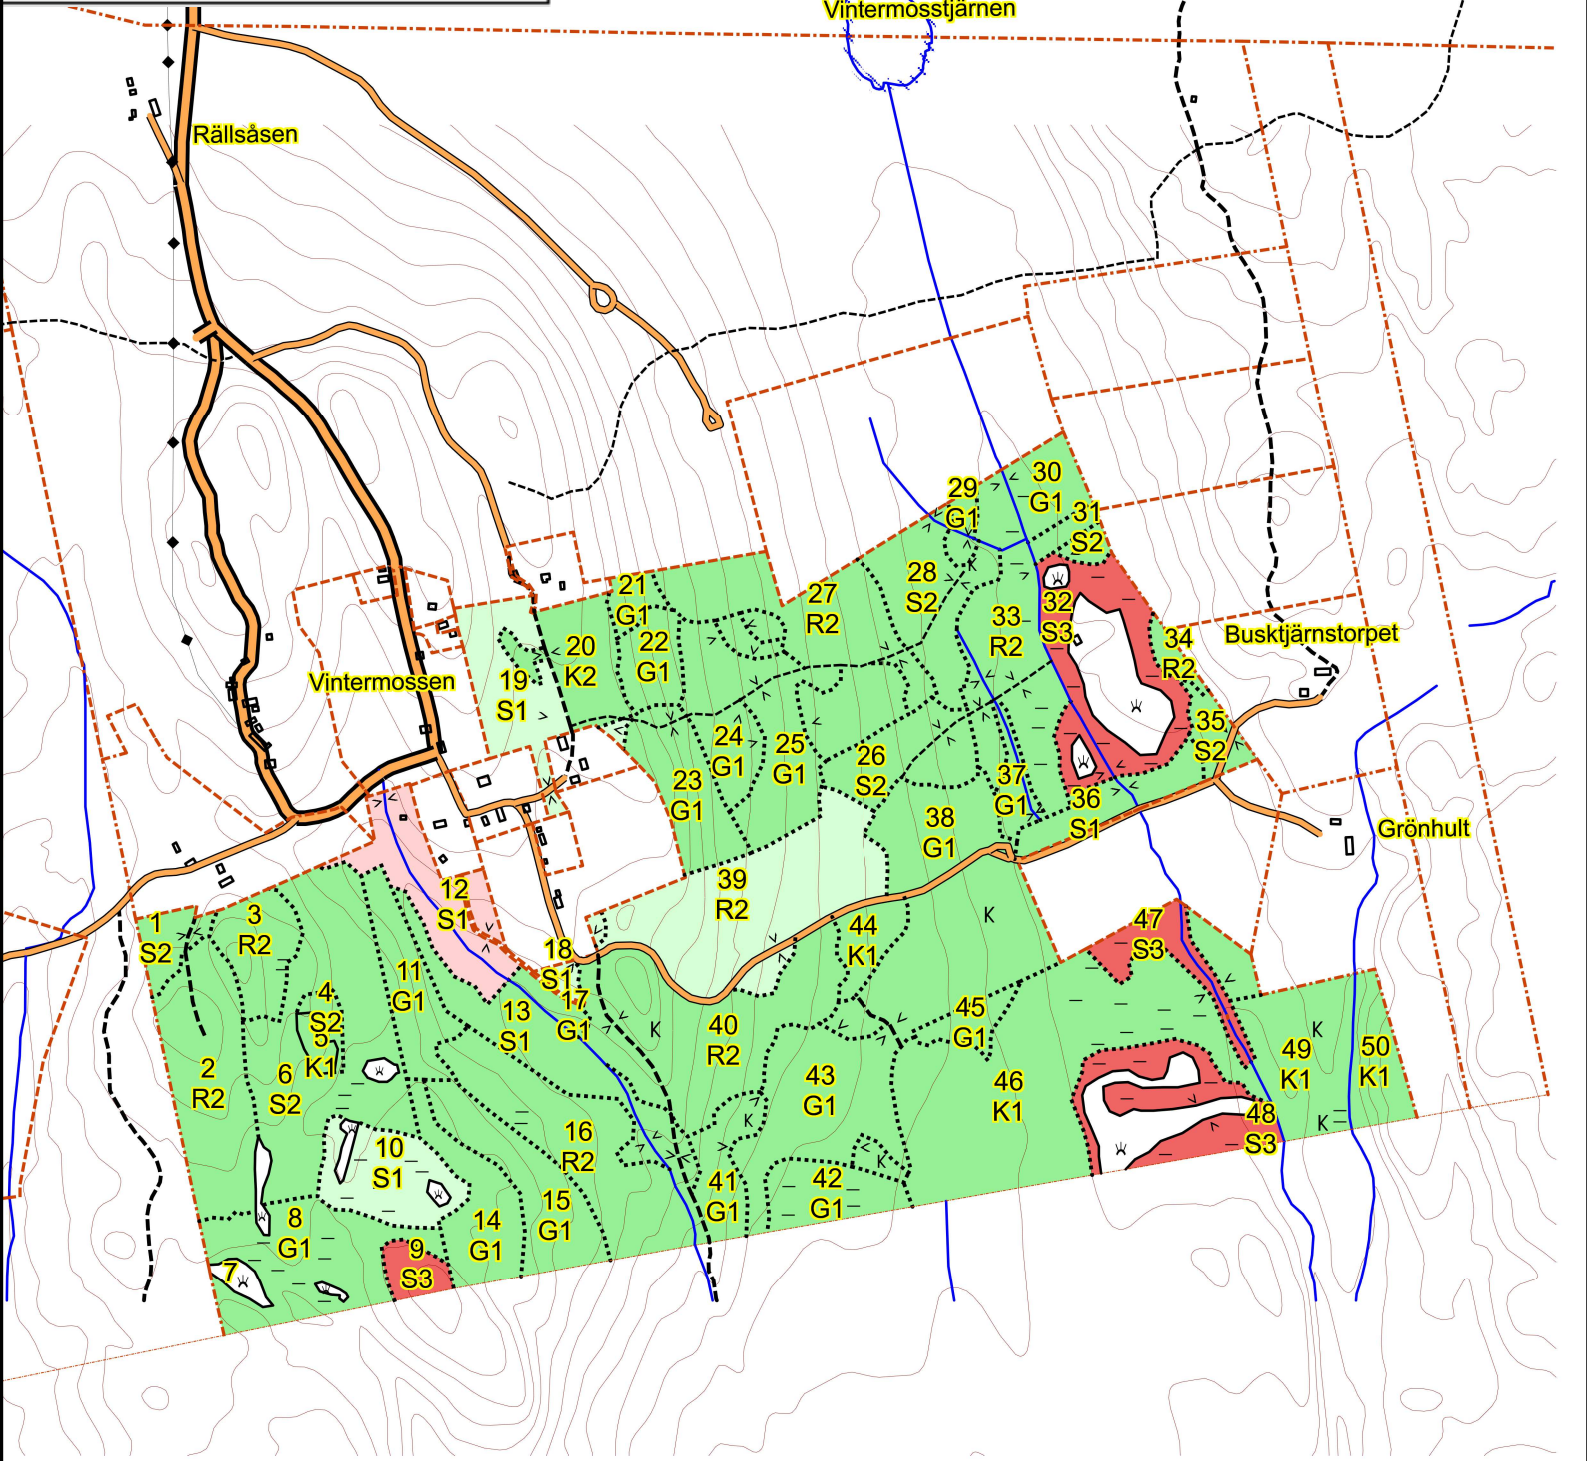 Vintermosstjärnen
Rällsåsen
29
G1
30
G1
31
S2
28
S2
21
G1
27
R2
32
S3
33
R2
34
R2
Busktjärnstorpet
20
K2
22
G1
Vintermossen
19
S1
35
S2
24
G1
25
G1
26
S2
23
G1
37
G1
36
S1
38
G1
Grönhult
39
R2
12
S1
1
S2
3
R2
44
K1
K
47
S3
18
S1
11
G1
4
S2
5
K1
13
S1
17
G1
K
40
R2
45
G1
K
49
K1
50
K1
2
R2
6
S2
43
G1
46
K1
K
K
48
S3
10
S1
16
R2
K
41
G1
42
G1
8
G1
14
G1
15
G1
7
9
S3
K